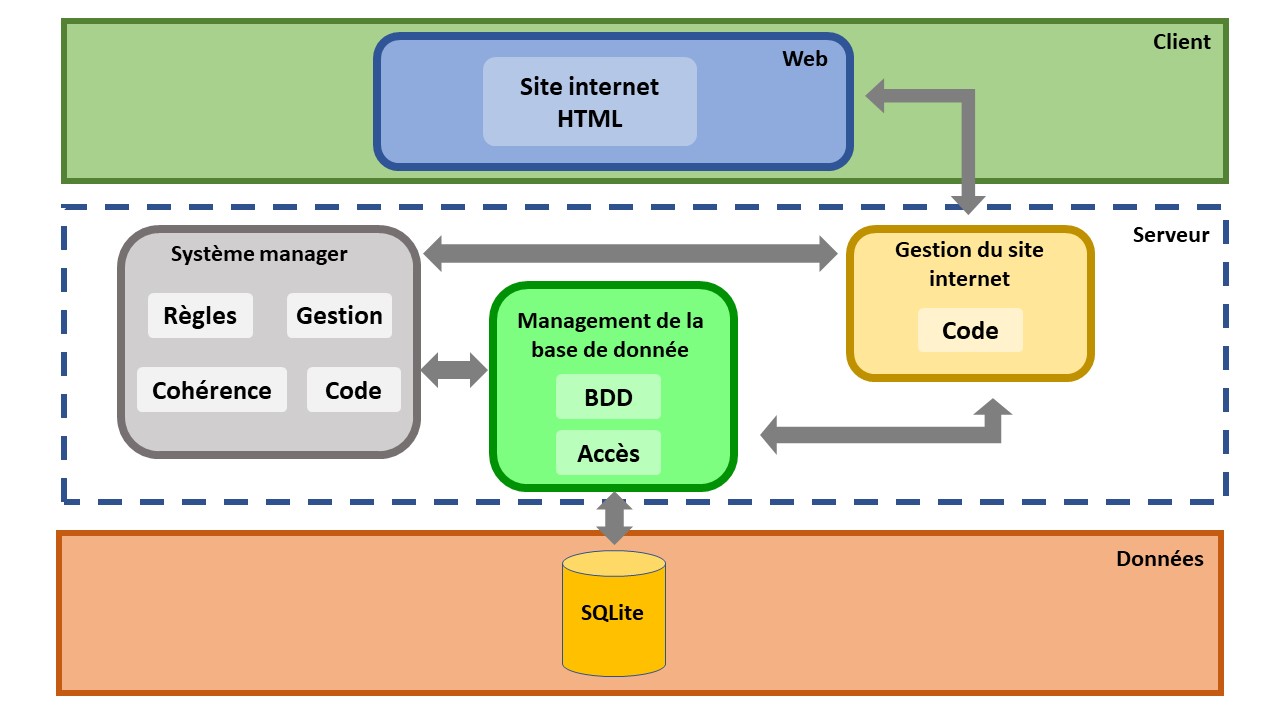 Client
Web
Site internet
HTML
Serveur
Système manager
Règles
Gestion
Cohérence
Code
Management de la
base de donnée
BDD
Accès
Gestion du site
internet
Code
Données
SQLite